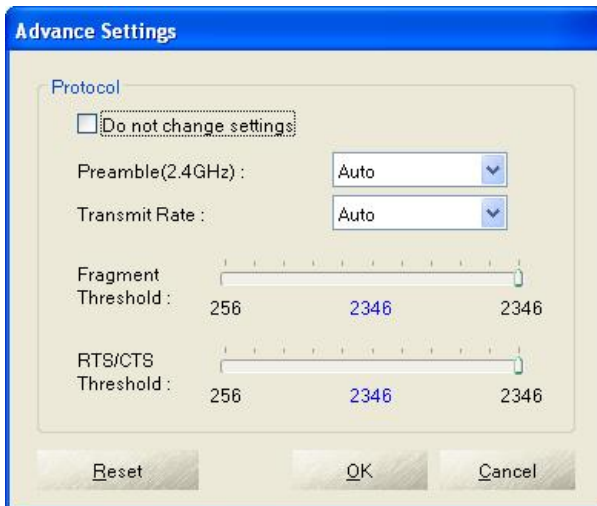 Advance Settings
Protocol
Do not change settings
Preamble(2.4GHz) : Auto
Transmit Rate : Auto
Fragment
Threshold :
256 2346 2346
RTS/CTS
Threshold :
256 2346 2346
Reset OK Cancel